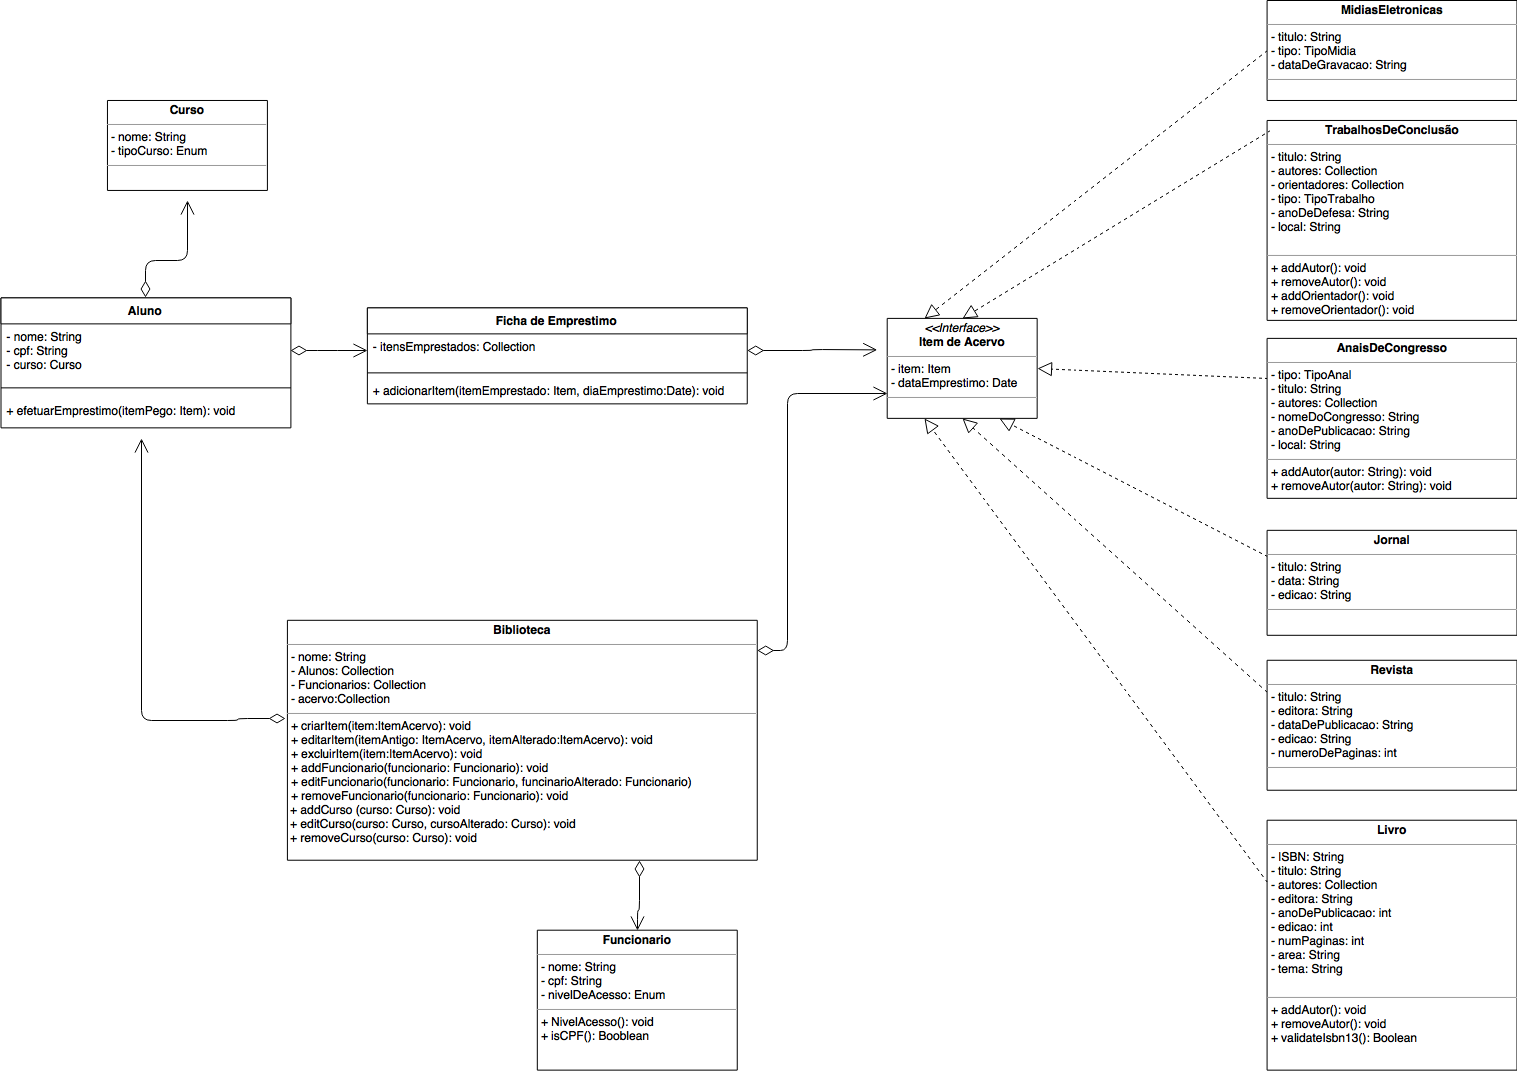 MidiasEletronicas
- titulo: String
- tipo: TipoMidia
- dataDeGravacao: String
Curso
- nome: String
- tipoCurso: Enum
TrabalhosDeConclusão
- titulo: String
- autores: Collection
- orientadores: Collection
- tipo: TipoTrabalho
- anoDeDefesa: String
- local: String
+ addAutor(): void
+ removeAutor(): void
+ addOrientador(): void
+ removeOrientador(): void
Aluno
- nome: String
- cpf: String
- curso: Curso
+ efetuarEmprestimo(itemPego: Item): void
Ficha de Emprestimo
- itensEmprestados: Collection
+ adicionarItem(itemEmprestado: Item, diaEmprestimo:Date): void
<<Interface>>
Item de Acervo
- item: Item
- dataEmprestimo: Date
AnaisDeCongresso
- tipo: TipoAnal
- titulo: String
- autores: Collection
- nomeDoCongresso: String
- anoDePublicacao: String
- local: String
+ addAutor(autor: String): void
+ removeAutor(autor: String): void
Jornal
- titulo: String
- data: String
- edicao: String
Biblioteca
- nome: String
- Alunos: Collection
- Funcionarios: Collection
- acervo:Collection
+ criarItem(item:ItemAcervo): void
+ editarItem(itemAntigo: ItemAcervo, itemAlterado:ItemAcervo): void
+ excluirItem(item:ItemAcervo): void
+ addFuncionario(funcionario: Funcionario): void
+ editFuncionario(funcionario: Funcionario, funcinarioAlterado: Funcionario)
+ removeFuncionario(funcionario: Funcionario): void
+ addCurso (curso: Curso): void
+ editCurso(curso: Curso, cursoAlterado: Curso): void
+ removeCurso(curso: Curso): void
Revista
- titulo: String
- editora: String
- dataDePublicacao: String
- edicao: String
- numeroDePaginas: int
Livro
- ISBN: String
- titulo: String
- autores: Collection
- editora: String
- anoDePublicacao: int
- edicao: int
- numPaginas: int
- area: String
- tema: String
+ addAutor(): void
+ removeAutor(): void
+ validateIsbn13(): Boolean
Funcionario
- nome: String
- cpf: String
- nivelDeAcesso: Enum
+ NivelAcesso(): void
+ isCPF(): Booblean